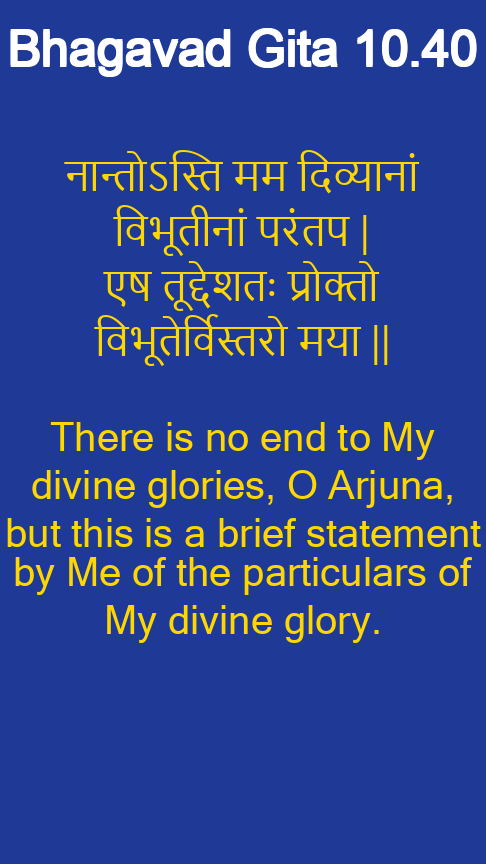 Bhagavad Gita 10.40
नान्तोऽस्ति मम दिव्यानां
विभूतीनां परंतप |
एष तूद्देशतः प्रोक्तो
विभूतेर्विस्तरो मया ||
There is no end to My
divine glories, O Arjuna,
but this is a brief statement
by Me of the particulars of
My divine glory.